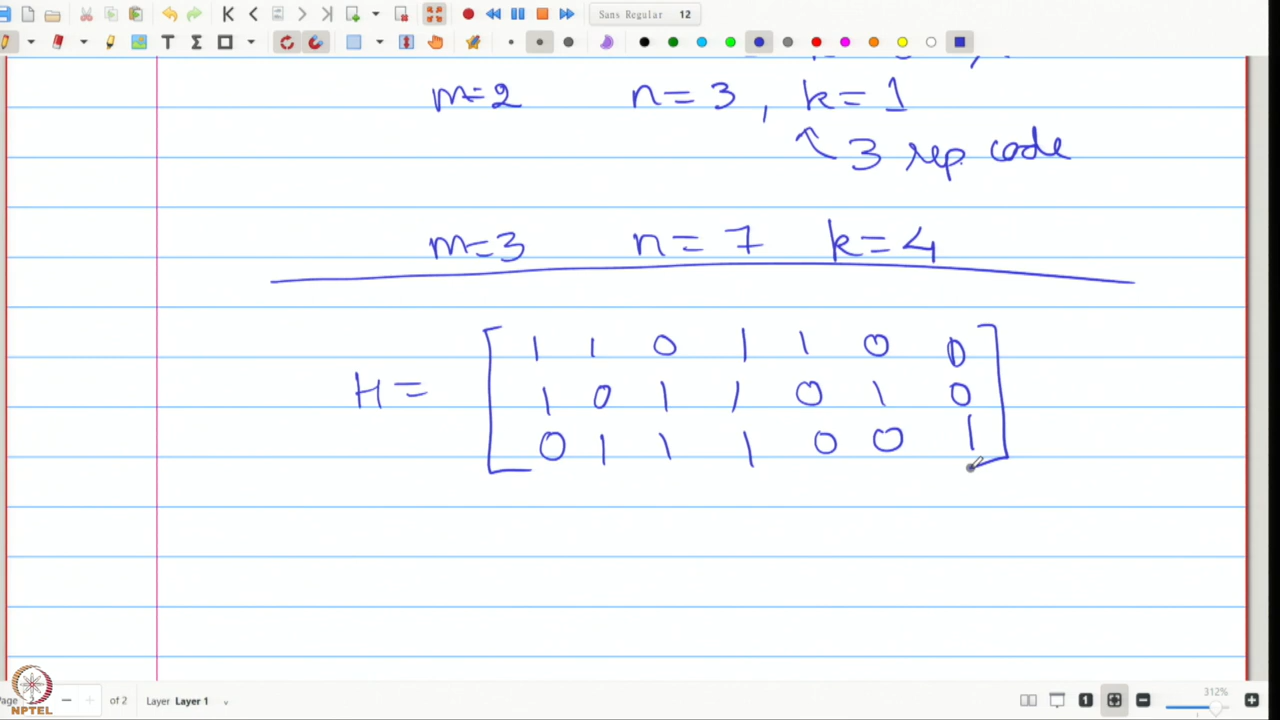 Sans Regular 12
m=2 n=3, k=1
3 rep. code
m=3 n=7 k=4
H=
1 1 0 1 1 0 0
1 0 1 1 0 1 0
0 1 1 1 0 0 1
NPTEL
Page 2 of 2 Layer Layer 1
312%